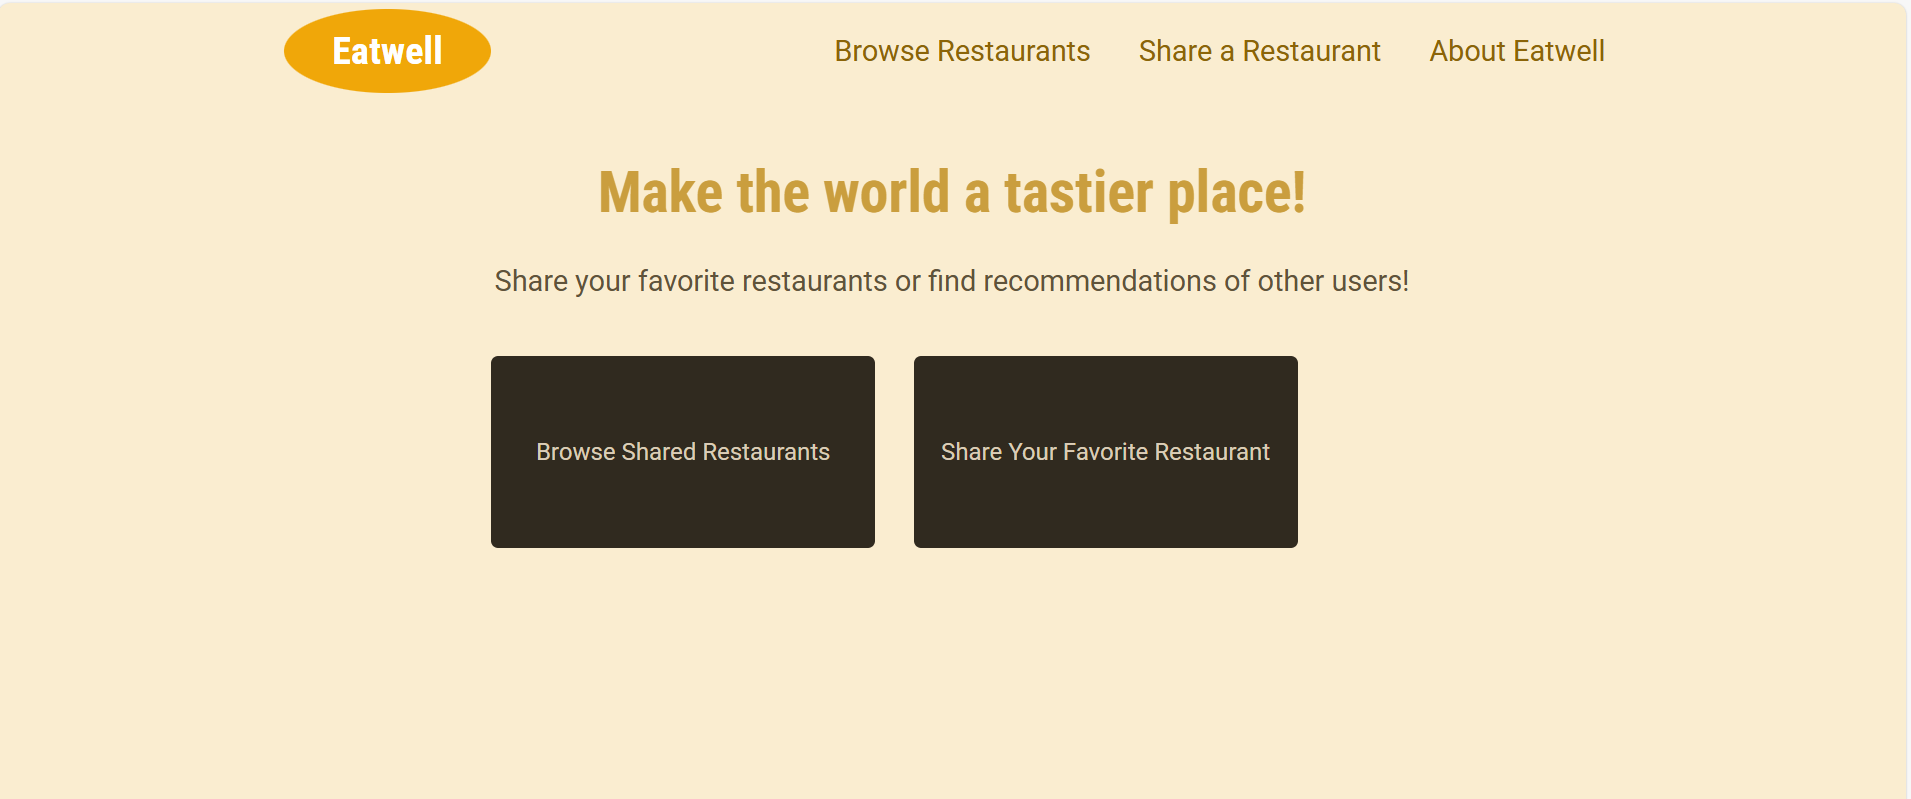 Eatwell
Browse Restaurants
Share a Restaurant
About Eatwell
Make the world a tastier place!
Share your favorite restaurants or find recommendations of other users!
Browse Shared Restaurants
Share Your Favorite Restaurant